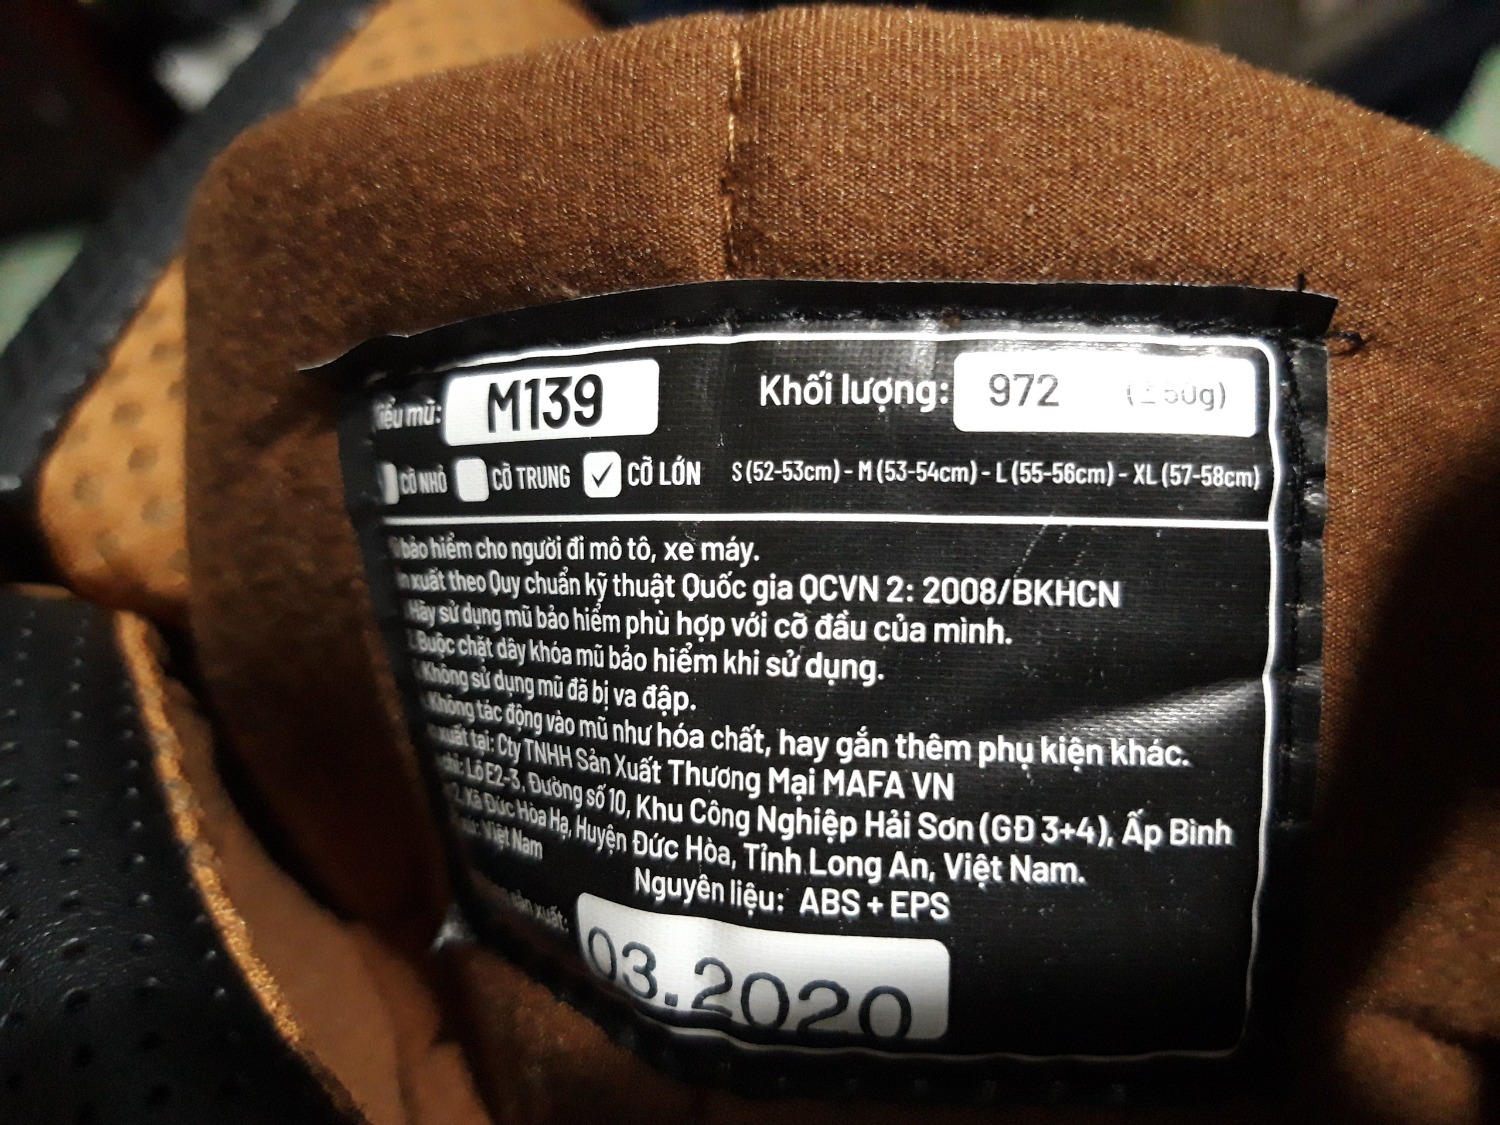 mũ: M139 Khối lượng: 972 (±50g)
CỠ NHỎ CỠ TRUNG ✓ CỠ LỚN S (52-53cm) - M (53-54cm) - L (55-56cm) - XL (57-58cm)
bảo hiểm cho người đi mô tô, xe máy.
xuất theo Quy chuẩn kỹ thuật Quốc gia QCVN 2: 2008/BKHCN
Hãy sử dụng mũ bảo hiểm phù hợp với cỡ đầu của mình.
Buộc chặt dây khóa mũ bảo hiểm khi sử dụng.
Không sử dụng mũ đã bị va đập.
Không tác động vào mũ như hóa chất, hay gắn thêm phụ kiện khác.
xuất tại: Cty TNHH Sản Xuất Thương Mại MAFA VN
chỉ: Lô E2-3, Đường số 10, Khu Công Nghiệp Hải Sơn (GĐ 3+4), Ấp Bình
2, Xã Đức Hòa Hạ, Huyện Đức Hòa, Tỉnh Long An, Việt Nam.
Việt Nam
Nguyên liệu: ABS + EPS
sản xuất: 03.2020